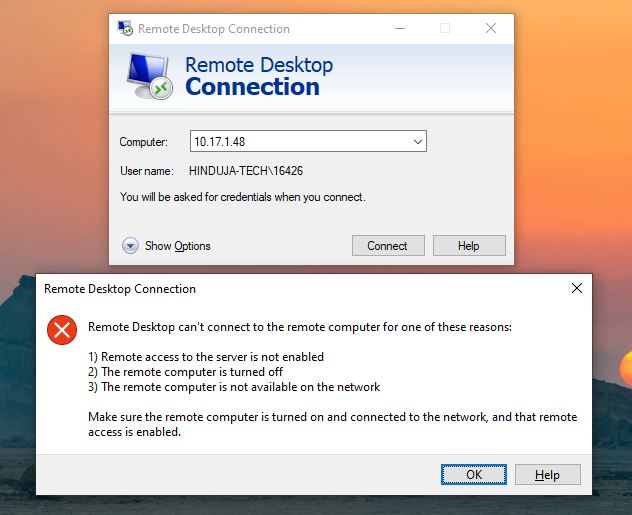 Remote Desktop Connection
Remote Desktop
Connection
Computer: 10.17.1.48
User name: HINDUJA-TECH\16426
You will be asked for credentials when you connect.
Show Options Connect Help
Remote Desktop Connection
Remote Desktop can't connect to the remote computer for one of these reasons:
1) Remote access to the server is not enabled
2) The remote computer is turned off
3) The remote computer is not available on the network
Make sure the remote computer is turned on and connected to the network, and that remote
access is enabled.
OK Help